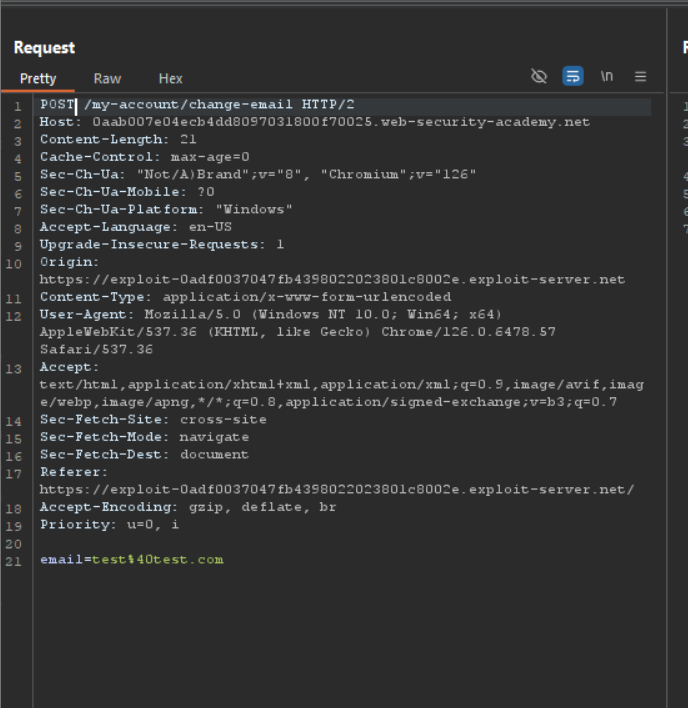 Request
Pretty Raw Hex \n
1 POST /my-account/change-email HTTP/2
2 Host: 0aab007e04ecb4dd8097031800f70025.web-security-academy.net
3 Content-Length: 21
4 Cache-Control: max-age=0
5 Sec-Ch-Ua: "Not/A)Brand";v="8", "Chromium";v="126"
6 Sec-Ch-Ua-Mobile: ?0
7 Sec-Ch-Ua-Platform: "Windows"
8 Accept-Language: en-US
9 Upgrade-Insecure-Requests: 1
10 Origin:
https://exploit-0adf0037047fb4398022023801c8002e.exploit-server.net
11 Content-Type: application/x-www-form-urlencoded
12 User-Agent: Mozilla/5.0 (Windows NT 10.0; Win64; x64)
AppleWebKit/537.36 (KHTML, like Gecko) Chrome/126.0.6478.57
Safari/537.36
13 Accept:
text/html,application/xhtml+xml,application/xml;q=0.9,image/avif,imag
e/webp,image/apng,*/*;q=0.8,application/signed-exchange;v=b3;q=0.7
14 Sec-Fetch-Site: cross-site
15 Sec-Fetch-Mode: navigate
16 Sec-Fetch-Dest: document
17 Referer:
https://exploit-0adf0037047fb4398022023801c8002e.exploit-server.net/
18 Accept-Encoding: gzip, deflate, br
19 Priority: u=0, i
20
21 email=test%40test.com